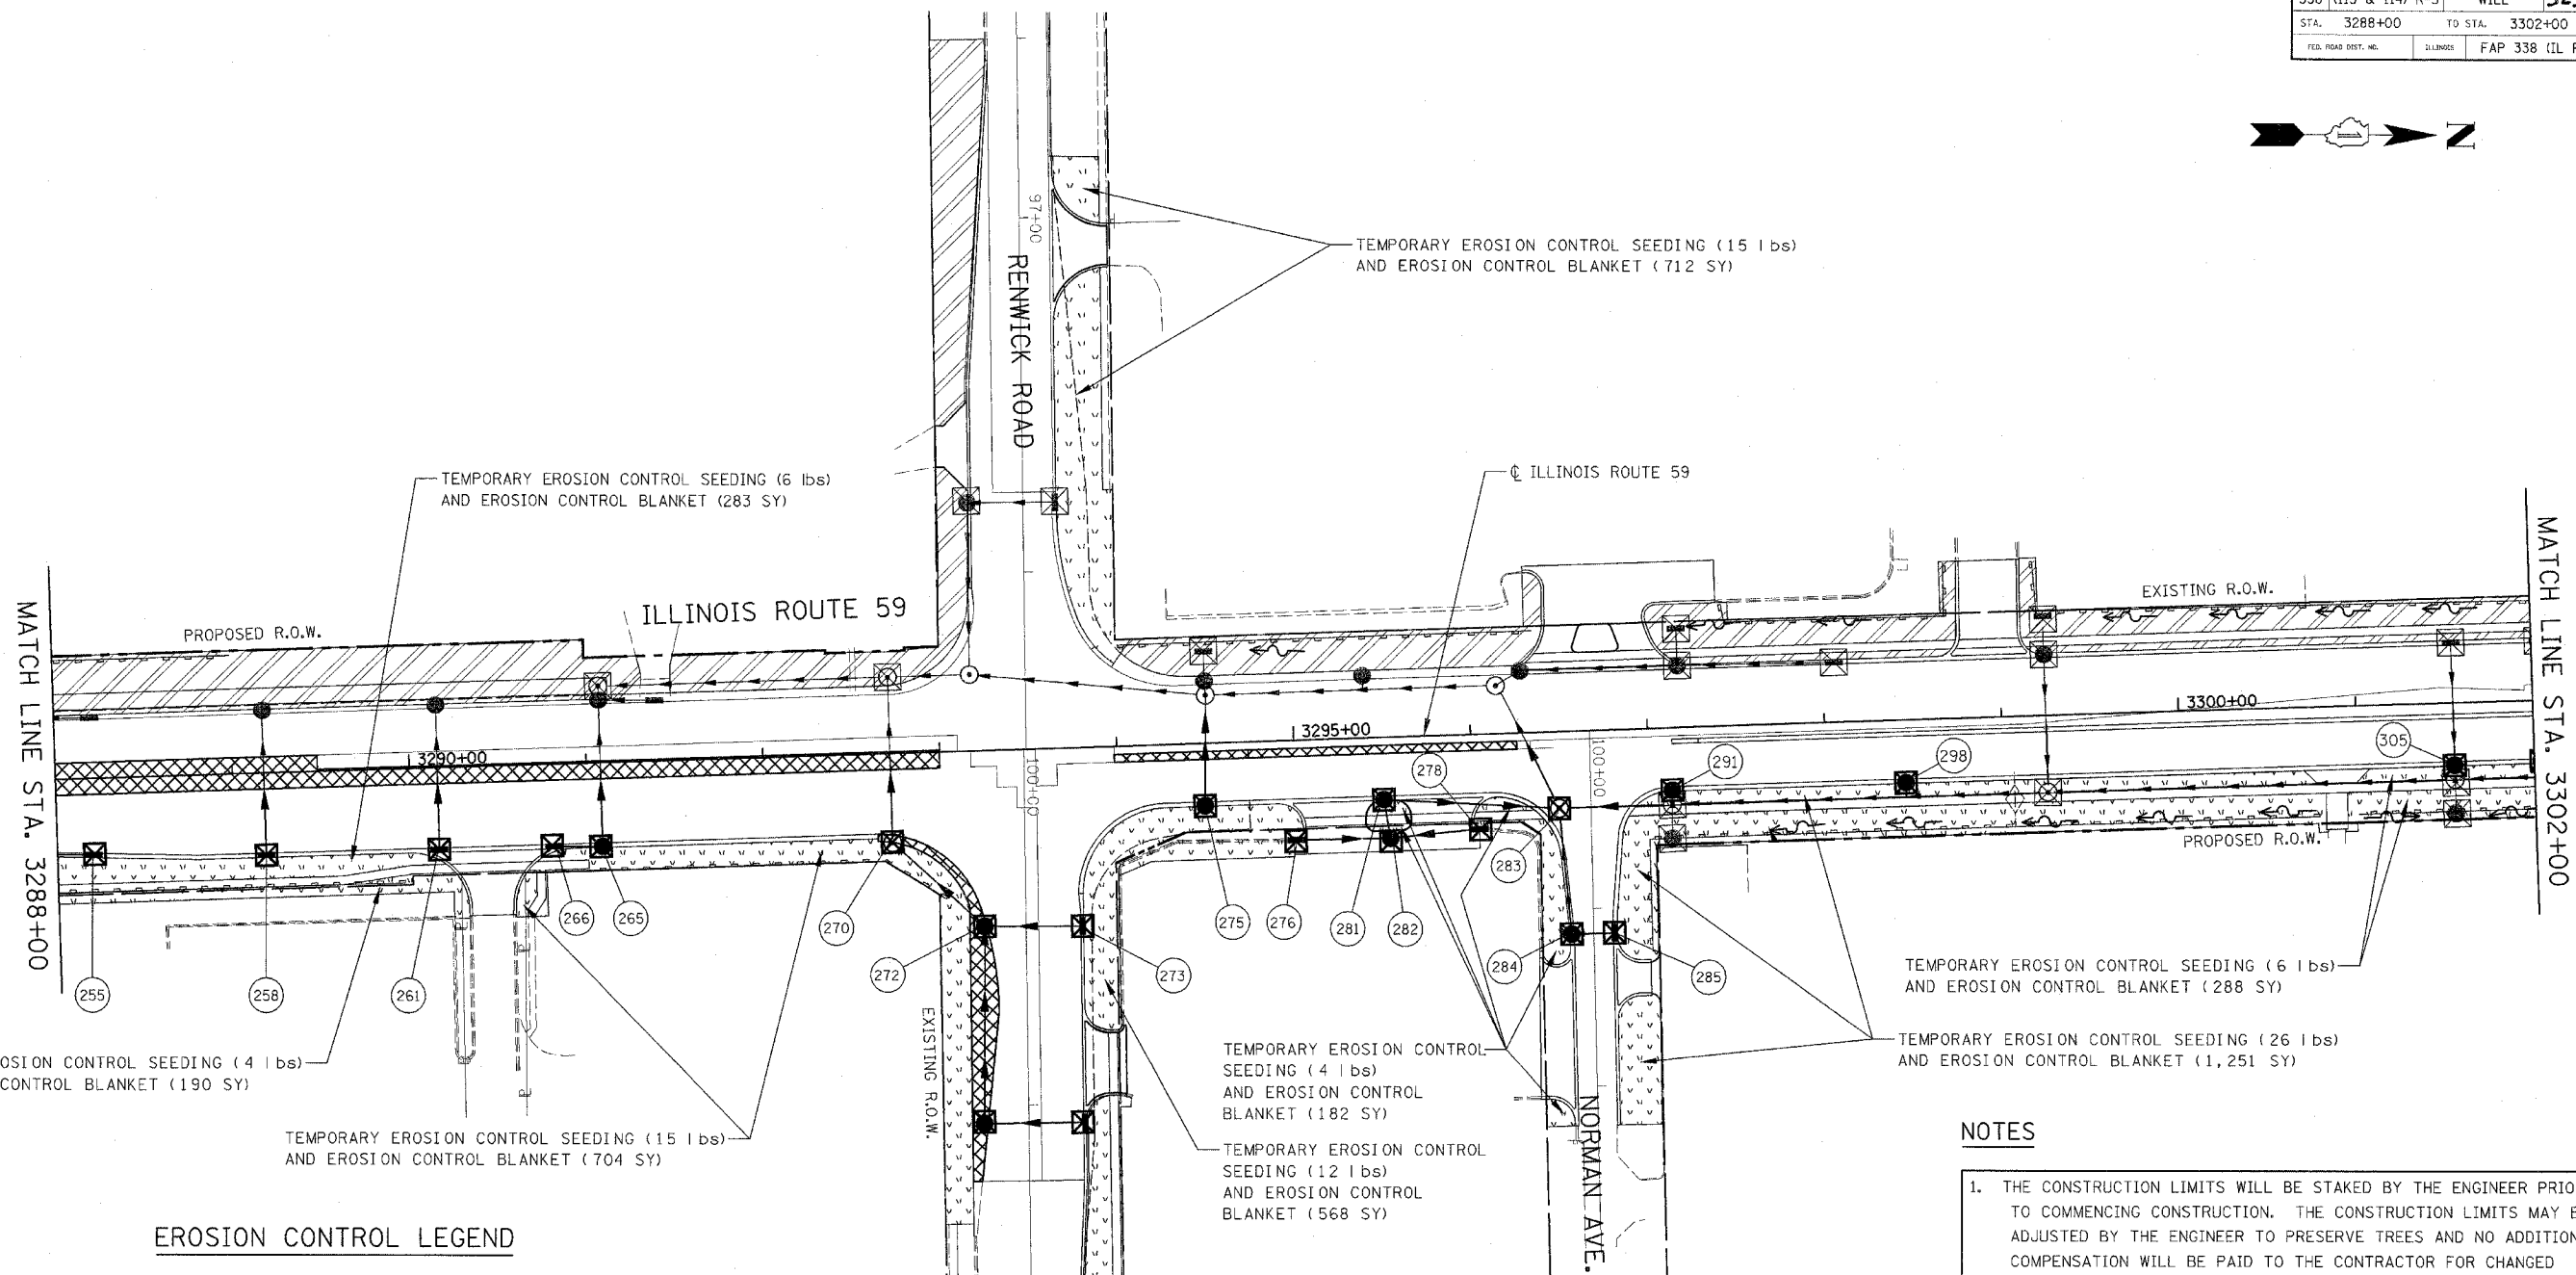 STA. 3288+00 TO STA. 3302+00
FED. ROAD DIST. NO. ILLINOIS FAP 338 (IL
N
97+00
RENWICK ROAD
TEMPORARY EROSION CONTROL SEEDING (15 lbs)
AND EROSION CONTROL BLANKET (712 SY)
TEMPORARY EROSION CONTROL SEEDING (6 lbs)
AND EROSION CONTROL BLANKET (283 SY)
℄ ILLINOIS ROUTE 59
MATCH LINE STA. 3288+00
PROPOSED R.O.W.
ILLINOIS ROUTE 59
EXISTING R.O.W.
MATCH LINE STA. 3302+00
3290+00
3295+00
3300+00
100+00
100+00
278
291
298
305
PROPOSED R.O.W.
283
255
258
261
266
265
270
272
273
275
276
281
282
284
285
EXISTING R.O.W.
OSION CONTROL SEEDING (4 lbs)
CONTROL BLANKET (190 SY)
TEMPORARY EROSION CONTROL SEEDING (15 lbs)
AND EROSION CONTROL BLANKET (704 SY)
TEMPORARY EROSION CONTROL
SEEDING (4 lbs)
AND EROSION CONTROL
BLANKET (182 SY)
TEMPORARY EROSION CONTROL
SEEDING (12 lbs)
AND EROSION CONTROL
BLANKET (568 SY)
NORMAN AVE.
TEMPORARY EROSION CONTROL SEEDING (6 lbs)
AND EROSION CONTROL BLANKET (288 SY)
TEMPORARY EROSION CONTROL SEEDING (26 lbs)
AND EROSION CONTROL BLANKET (1,251 SY)
EROSION CONTROL LEGEND
NOTES
1. THE CONSTRUCTION LIMITS WILL BE STAKED BY THE ENGINEER PRIO
TO COMMENCING CONSTRUCTION. THE CONSTRUCTION LIMITS MAY B
ADJUSTED BY THE ENGINEER TO PRESERVE TREES AND NO ADDITION
COMPENSATION WILL BE PAID TO THE CONTRACTOR FOR CHANGED